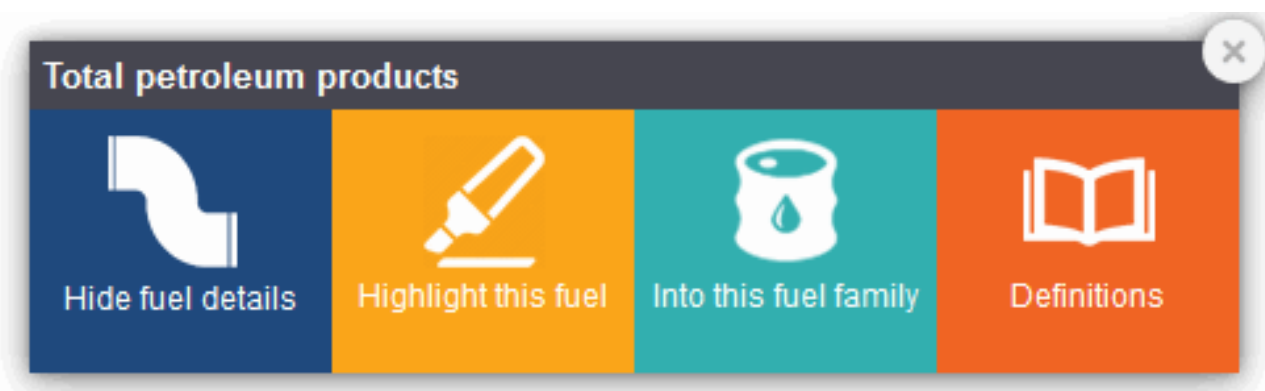 Total petroleum products
Hide fuel details
Highlight this fuel
Into this fuel family
Definitions